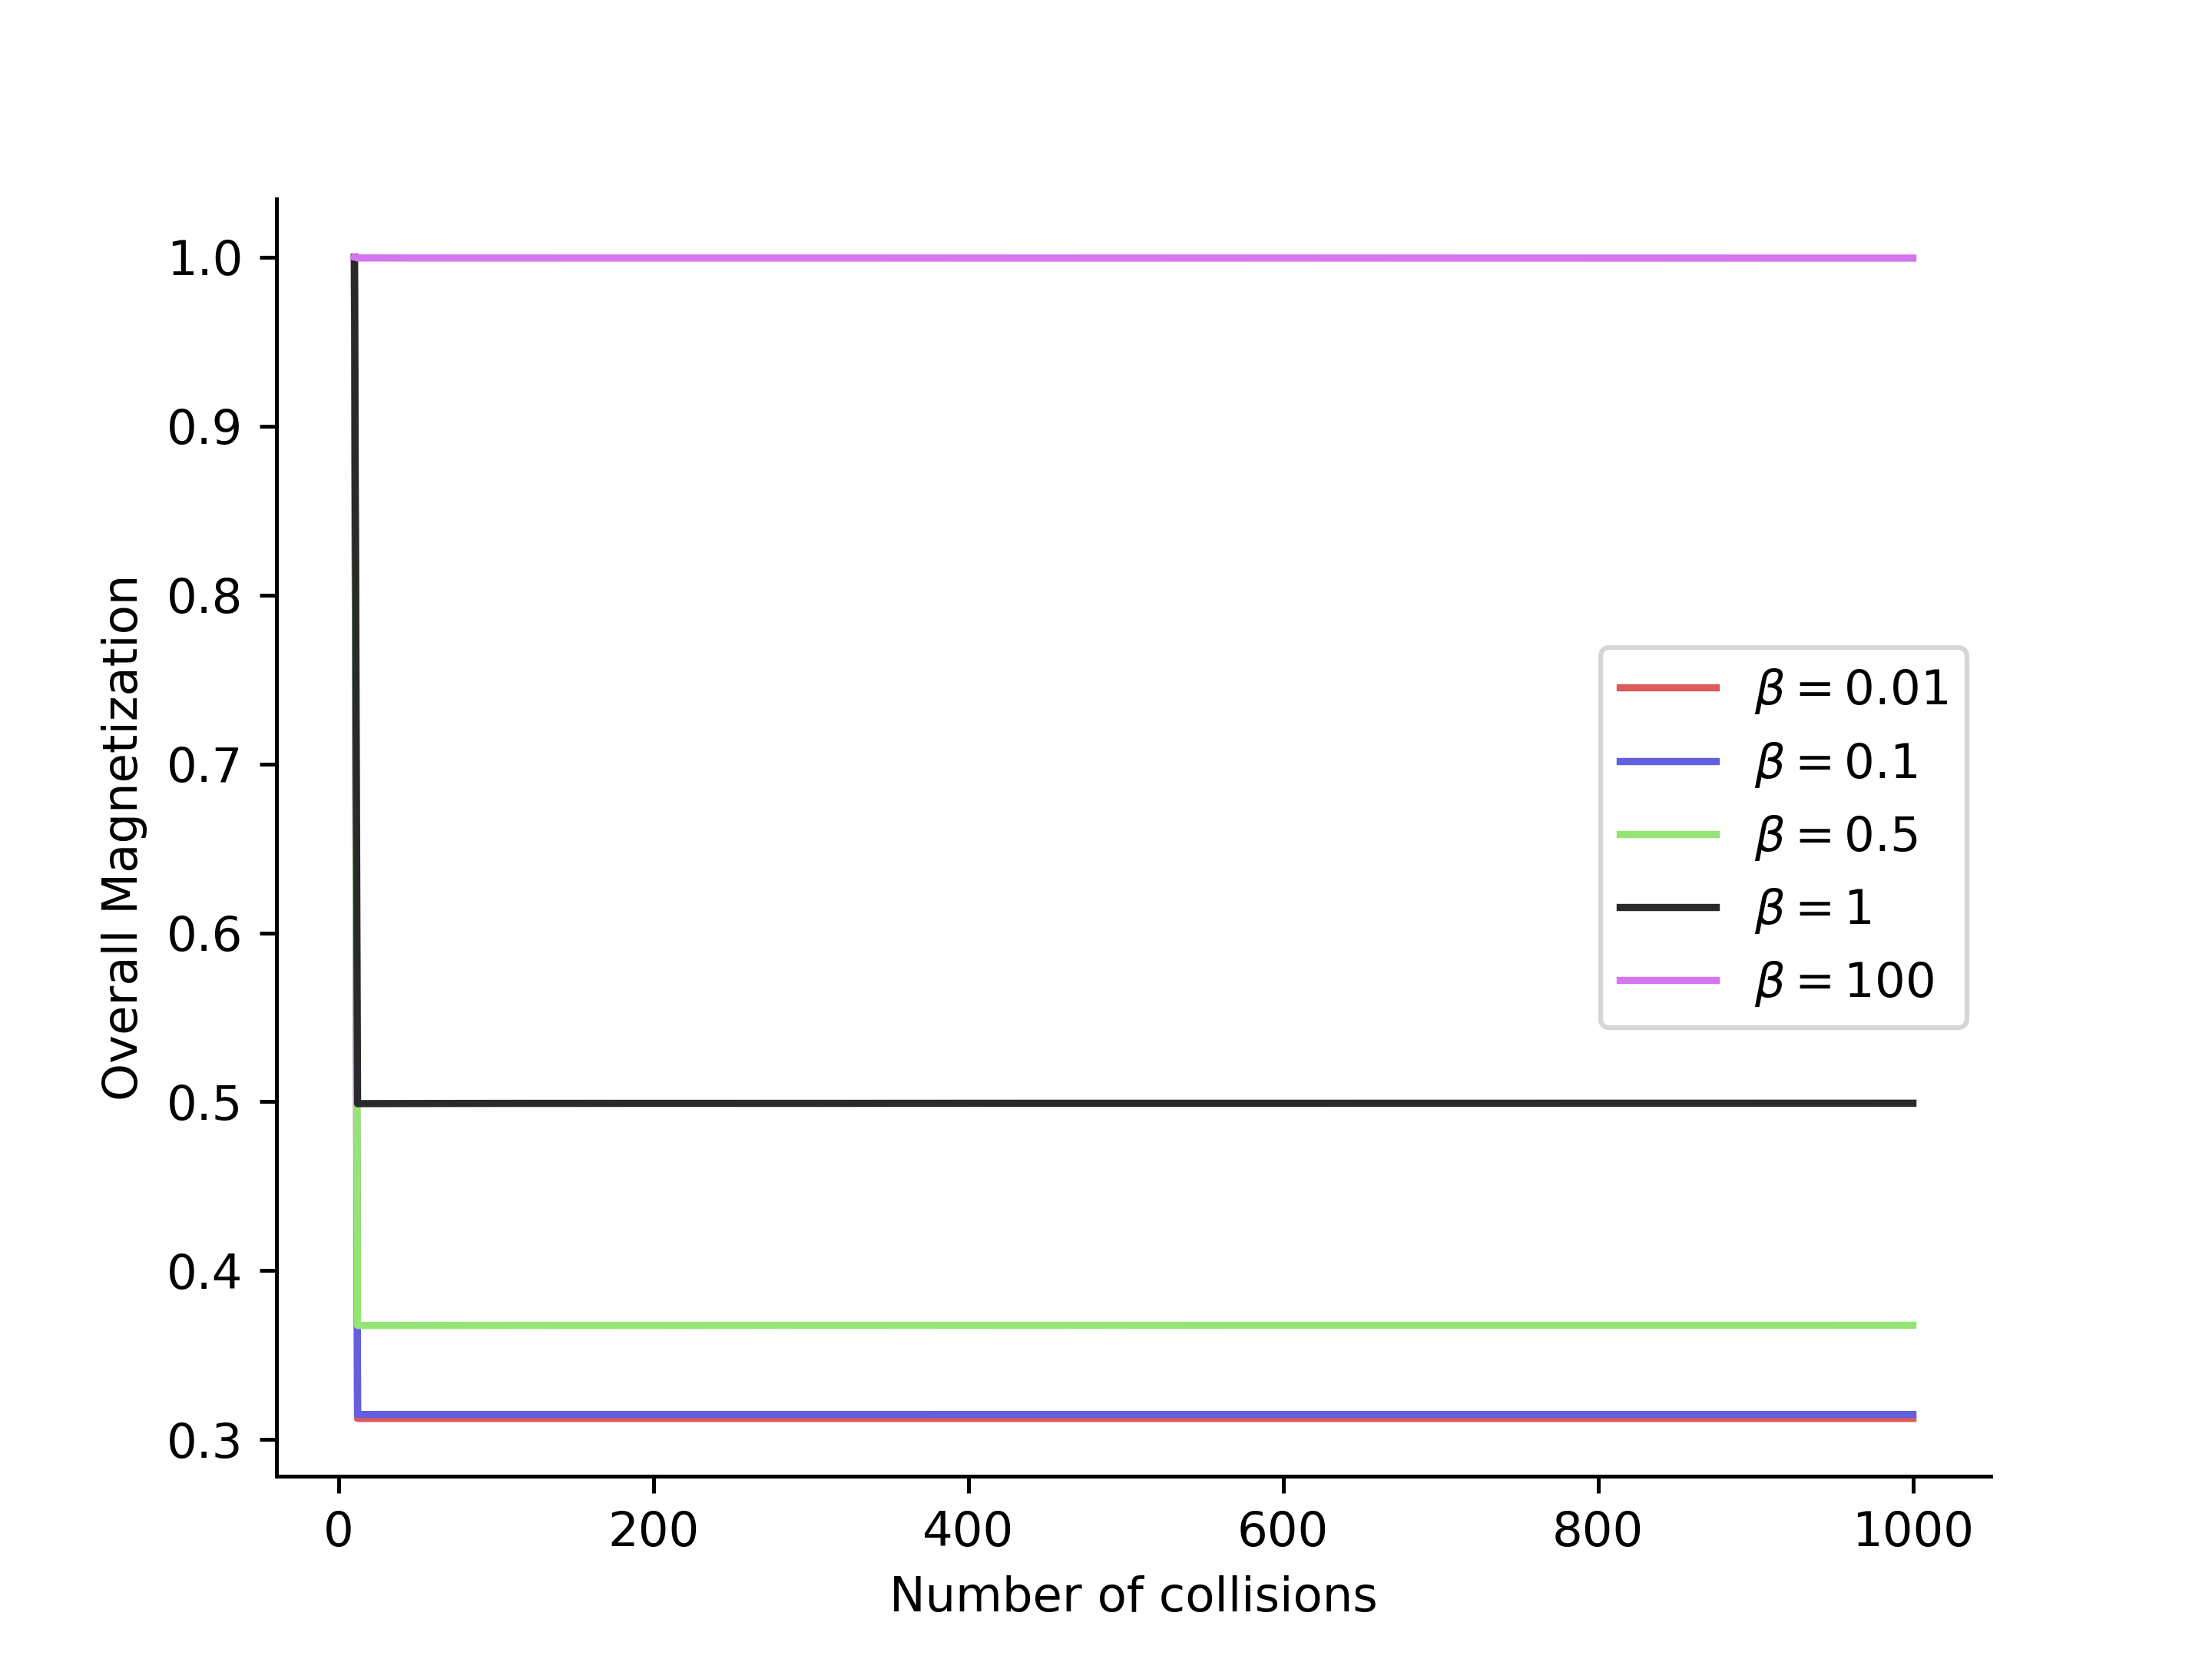 1.0
0.9
0.8
0.7
0.6
0.5
0.4
0.3
Overall Magnetization
β = 0.01
β = 0.1
β = 0.5
β = 1
β = 100
0 200 400 600 800 1000
Number of collisions